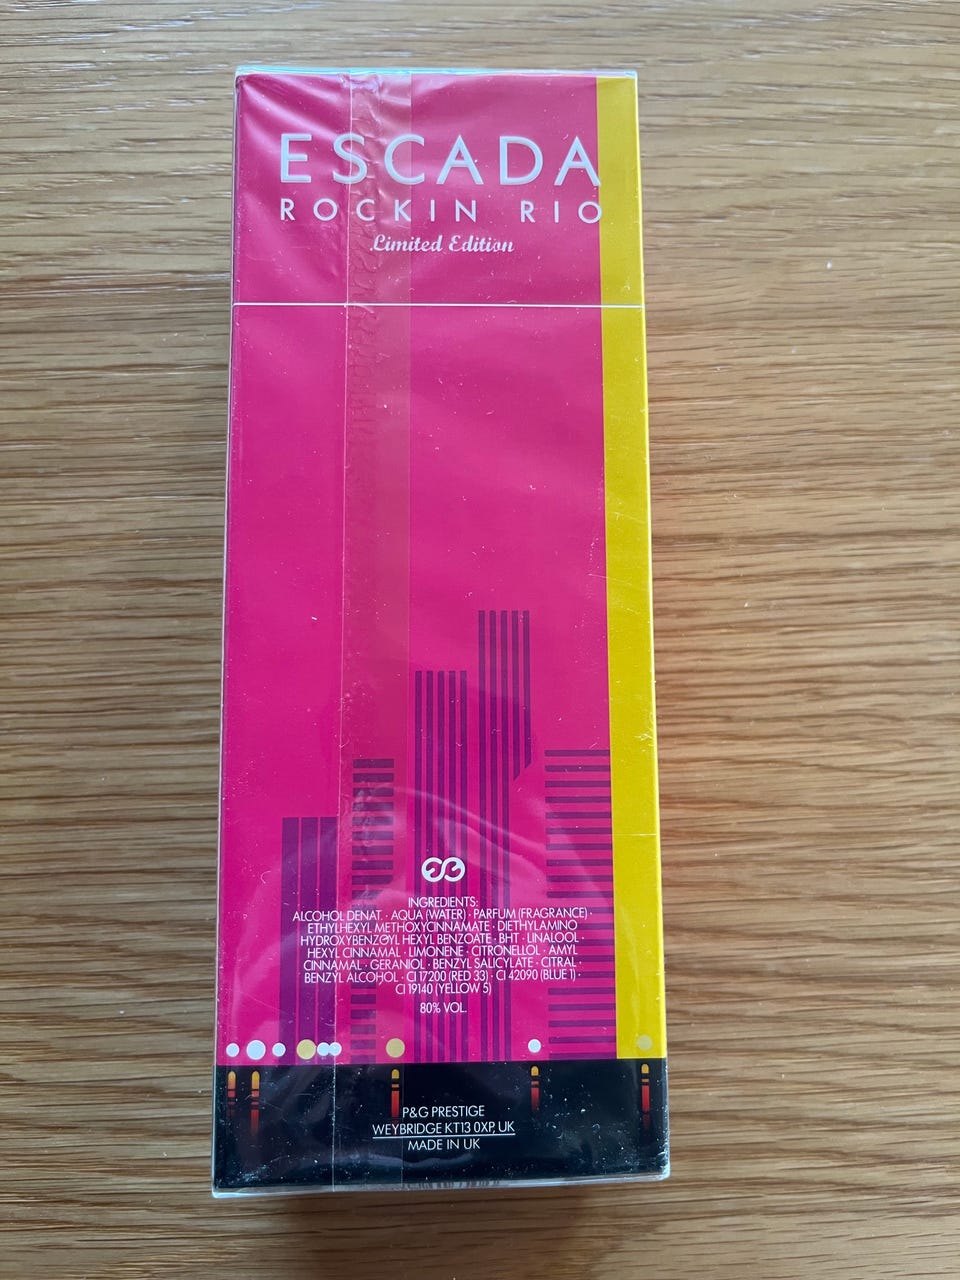 ESCADA
ROCKIN RIO
Limited Edition
INGREDIENTS:
ALCOHOL DENAT. · AQUA (WATER) · PARFUM (FRAGRANCE) ·
ETHYLHEXYL METHOXYCINNAMATE · DIETHYLAMINO
HYDROXYBENZOYL HEXYL BENZOATE · BHT · LINALOOL ·
HEXYL CINNAMAL · LIMONENE · CITRONELLOL · AMYL
CINNAMAL · GERANIOL · BENZYL SALICYLATE · CITRAL ·
BENZYL ALCOHOL · CI 17200 (RED 33) · CI 42090 (BLUE 1) ·
CI 19140 (YELLOW 5)
80% VOL.
P&G PRESTIGE
WEYBRIDGE KT13 0XP, UK
MADE IN UK